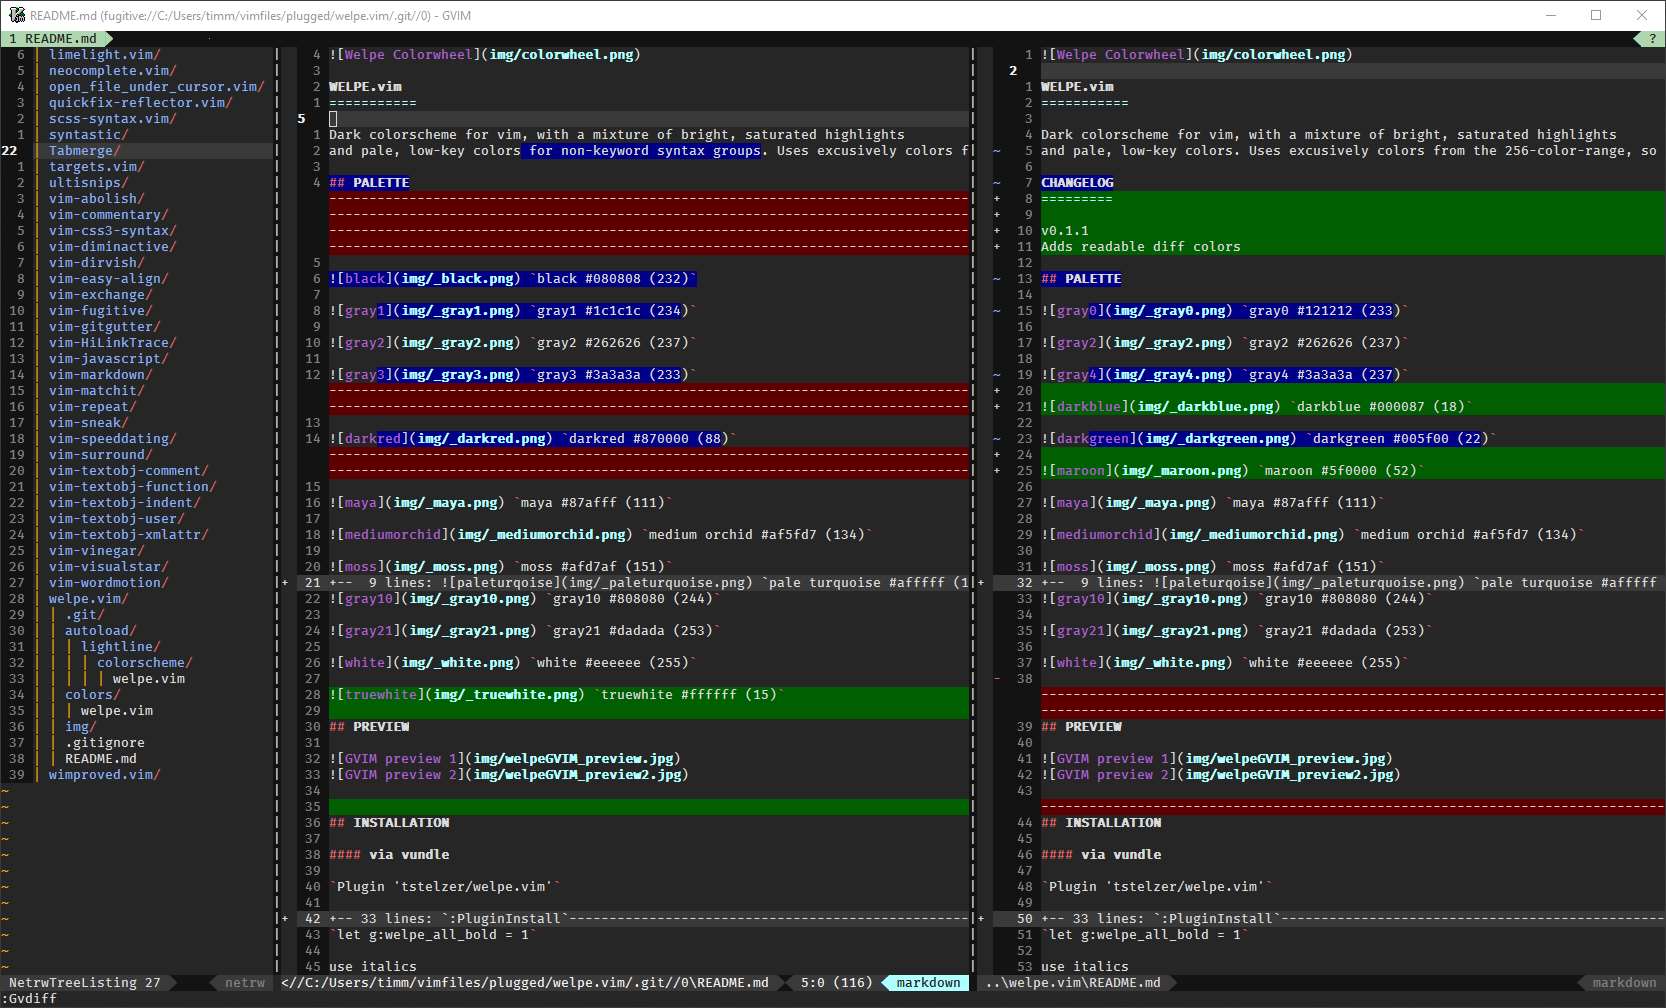 README.md (fugitive://C:/Users/timm/vimfiles/plugged/welpe.vim/.git//0) - GVIM
1 README.md
?
6 | limelight.vim/
5 | neocomplete.vim/
4 | open_file_under_cursor.vim/
3 | quickfix-reflector.vim/
2 | scss-syntax.vim/
1 | syntastic/
22 | Tabmerge/
1 | targets.vim/
2 | ultisnips/
3 | vim-abolish/
4 | vim-commentary/
5 | vim-css3-syntax/
6 | vim-diminactive/
7 | vim-dirvish/
8 | vim-easy-align/
9 | vim-exchange/
10 | vim-fugitive/
11 | vim-gitgutter/
12 | vim-HiLinkTrace/
13 | vim-javascript/
14 | vim-markdown/
15 | vim-matchit/
16 | vim-repeat/
17 | vim-sneak/
18 | vim-speeddating/
19 | vim-surround/
20 | vim-textobj-comment/
21 | vim-textobj-function/
22 | vim-textobj-indent/
23 | vim-textobj-user/
24 | vim-textobj-xmlattr/
25 | vim-vinegar/
26 | vim-visualstar/
27 | vim-wordmotion/
28 | welpe.vim/
29 | | .git/
30 | | autoload/
31 | | | lightline/
32 | | | | colorscheme/
33 | | | | | welpe.vim
34 | | colors/
35 | | | welpe.vim
36 | | img/
37 | | .gitignore
38 | | README.md
39 | wimproved.vim/
~
~
~
~
~
~
~
~
~
~
~
~
NetrwTreeListing 27 netrw
4 ![Welpe Colorwheel](img/colorwheel.png)
3
2 WELPE.vim
1 ===========
5
1 Dark colorscheme for vim, with a mixture of bright, saturated highlights
2 and pale, low-key colors for non-keyword syntax groups. Uses excusively colors f
3
4 ## PALETTE
--------------------------------------------------------------------------------
--------------------------------------------------------------------------------
--------------------------------------------------------------------------------
--------------------------------------------------------------------------------
5
6 ![black](img/_black.png) `black #080808 (232)`
7
8 ![gray1](img/_gray1.png) `gray1 #1c1c1c (234)`
9
10 ![gray2](img/_gray2.png) `gray2 #262626 (237)`
11
12 ![gray3](img/_gray3.png) `gray3 #3a3a3a (233)`
--------------------------------------------------------------------------------
--------------------------------------------------------------------------------
13
14 ![darkred](img/_darkred.png) `darkred #870000 (88)`
--------------------------------------------------------------------------------
--------------------------------------------------------------------------------
15
16 ![maya](img/_maya.png) `maya #87afff (111)`
17
18 ![mediumorchid](img/_mediumorchid.png) `medium orchid #af5fd7 (134)`
19
20 ![moss](img/_moss.png) `moss #afd7af (151)`
+ 21 +-- 9 lines: ![paleturqoise](img/_paleturquoise.png) `pale turquoise #afffff (1
22 ![gray10](img/_gray10.png) `gray10 #808080 (244)`
23
24 ![gray21](img/_gray21.png) `gray21 #dadada (253)`
25
26 ![white](img/_white.png) `white #eeeeee (255)`
27
28 ![truewhite](img/_truewhite.png) `truewhite #ffffff (15)`
29
30 ## PREVIEW
31
32 ![GVIM preview 1](img/welpeGVIM_preview.jpg)
33 ![GVIM preview 2](img/welpeGVIM_preview2.jpg)
34
35
36 ## INSTALLATION
37
38 #### via vundle
39
40 `Plugin 'tstelzer/welpe.vim'`
41
+ 42 +-- 33 lines: `:PluginInstall`--------------------------------------------------
43 `let g:welpe_all_bold = 1`
44
45 use italics
<//C:/Users/timm/vimfiles/plugged/welpe.vim/.git//0\README.md 5:0 (116) markdown
1 ![Welpe Colorwheel](img/colorwheel.png)
2
1 WELPE.vim
2 ===========
3
4 Dark colorscheme for vim, with a mixture of bright, saturated highlights
~ 5 and pale, low-key colors. Uses excusively colors from the 256-color-range, so
6
~ 7 CHANGELOG
+ 8 =========
+ 9
+ 10 v0.1.1
+ 11 Adds readable diff colors
12
~ 13 ## PALETTE
14
~ 15 ![gray0](img/_gray0.png) `gray0 #121212 (233)`
16
17 ![gray2](img/_gray2.png) `gray2 #262626 (237)`
18
~ 19 ![gray4](img/_gray4.png) `gray4 #3a3a3a (237)`
+ 20
+ 21 ![darkblue](img/_darkblue.png) `darkblue #000087 (18)`
22
~ 23 ![darkgreen](img/_darkgreen.png) `darkgreen #005f00 (22)`
+ 24
+ 25 ![maroon](img/_maroon.png) `maroon #5f0000 (52)`
26
27 ![maya](img/_maya.png) `maya #87afff (111)`
28
29 ![mediumorchid](img/_mediumorchid.png) `medium orchid #af5fd7 (134)`
30
31 ![moss](img/_moss.png) `moss #afd7af (151)`
+ 32 +-- 9 lines: ![paleturqoise](img/_paleturquoise.png) `pale turquoise #afffff
33 ![gray10](img/_gray10.png) `gray10 #808080 (244)`
34
35 ![gray21](img/_gray21.png) `gray21 #dadada (253)`
36
37 ![white](img/_white.png) `white #eeeeee (255)`
- 38
------------------------------------------------------------------------------
------------------------------------------------------------------------------
39 ## PREVIEW
40
41 ![GVIM preview 1](img/welpeGVIM_preview.jpg)
42 ![GVIM preview 2](img/welpeGVIM_preview2.jpg)
43
------------------------------------------------------------------------------
44 ## INSTALLATION
45
46 #### via vundle
47
48 `Plugin 'tstelzer/welpe.vim'`
49
+ 50 +-- 33 lines: `:PluginInstall`------------------------------------------------
51 `let g:welpe_all_bold = 1`
52
53 use italics
..\welpe.vim\README.md markdown
:Gvdiff